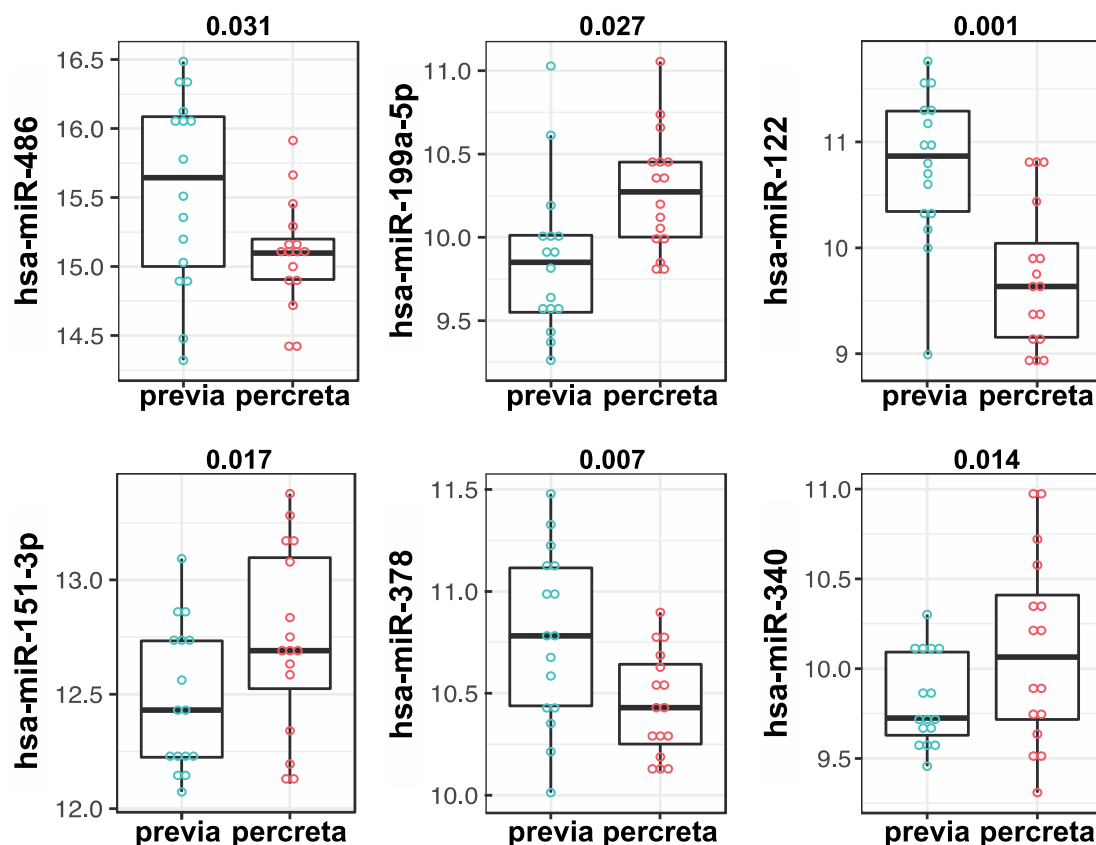 0.031
hsa-miR-486
16.5
16.0
15.5
15.0
14.5
previa percreta
0.027
hsa-miR-199a-5p
11.0
10.5
10.0
9.5
previa percreta
0.001
hsa-miR-122
11
10
9
previa percreta
0.017
hsa-miR-151-3p
13.0
12.5
12.0
previa percreta
0.007
hsa-miR-378
11.5
11.0
10.5
10.0
previa percreta
0.014
hsa-miR-340
11.0
10.5
10.0
9.5
previa percreta